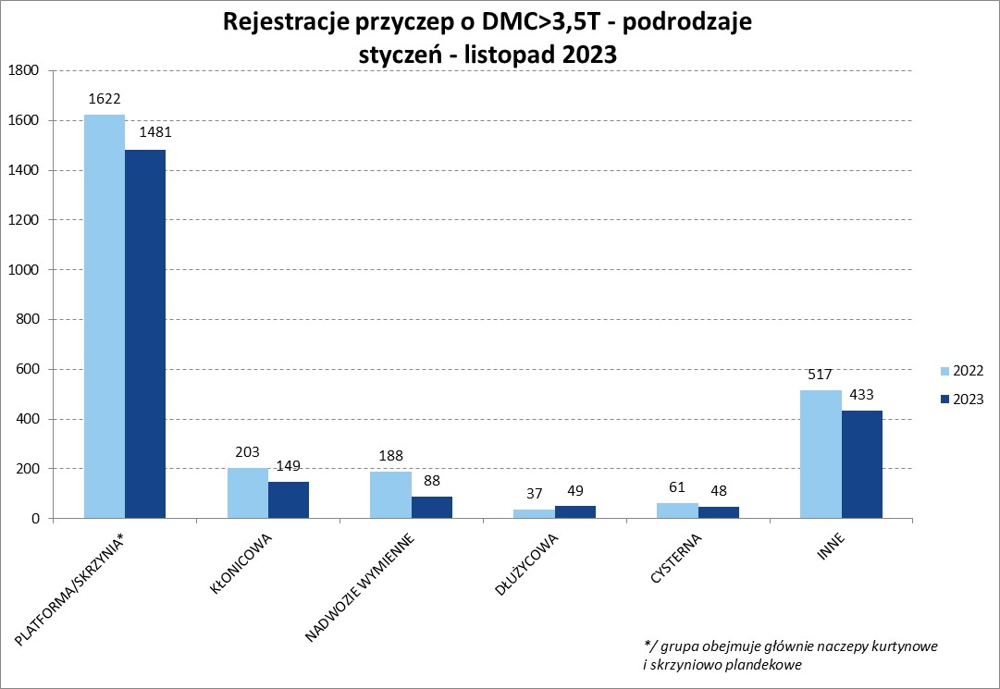 Rejestracje przyczep o DMC>3,5T - podrodzaje
styczeń - listopad 2023
1800
1600
1400
1200
1000
800
600
400
200
0
1622
1481
203
149
188
88
37
49
61
48
517
433
2022
2023
PLATFORMA/SKRZYNIA*
KŁONICOWA
NADWOZIE WYMIENNE
DŁUŻYCOWA
CYSTERNA
INNE
*/ grupa obejmuje głównie naczepy kurtynowe
i skrzyniowo plandekowe